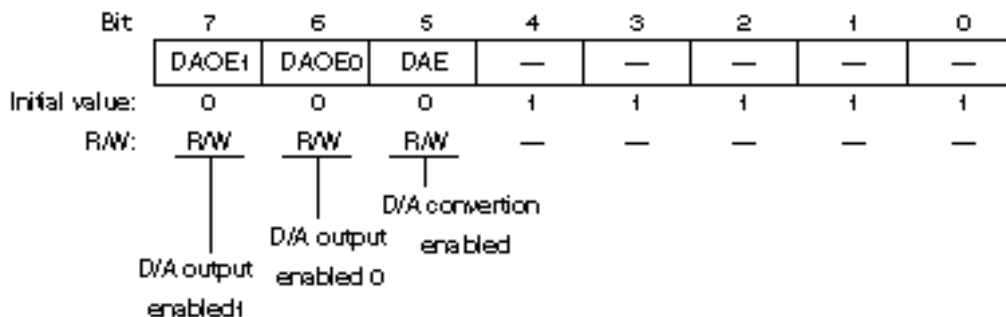 Bit 7 6 5 4 3 2 1 0
DAOE1 DAOE0 DAE — — — — —
Initial value: 0 0 0 1 1 1 1 1
R/W: R/W R/W R/W — — — — —
D/A convertion
enabled
D/A output
enabled 0
D/A output
enabled1